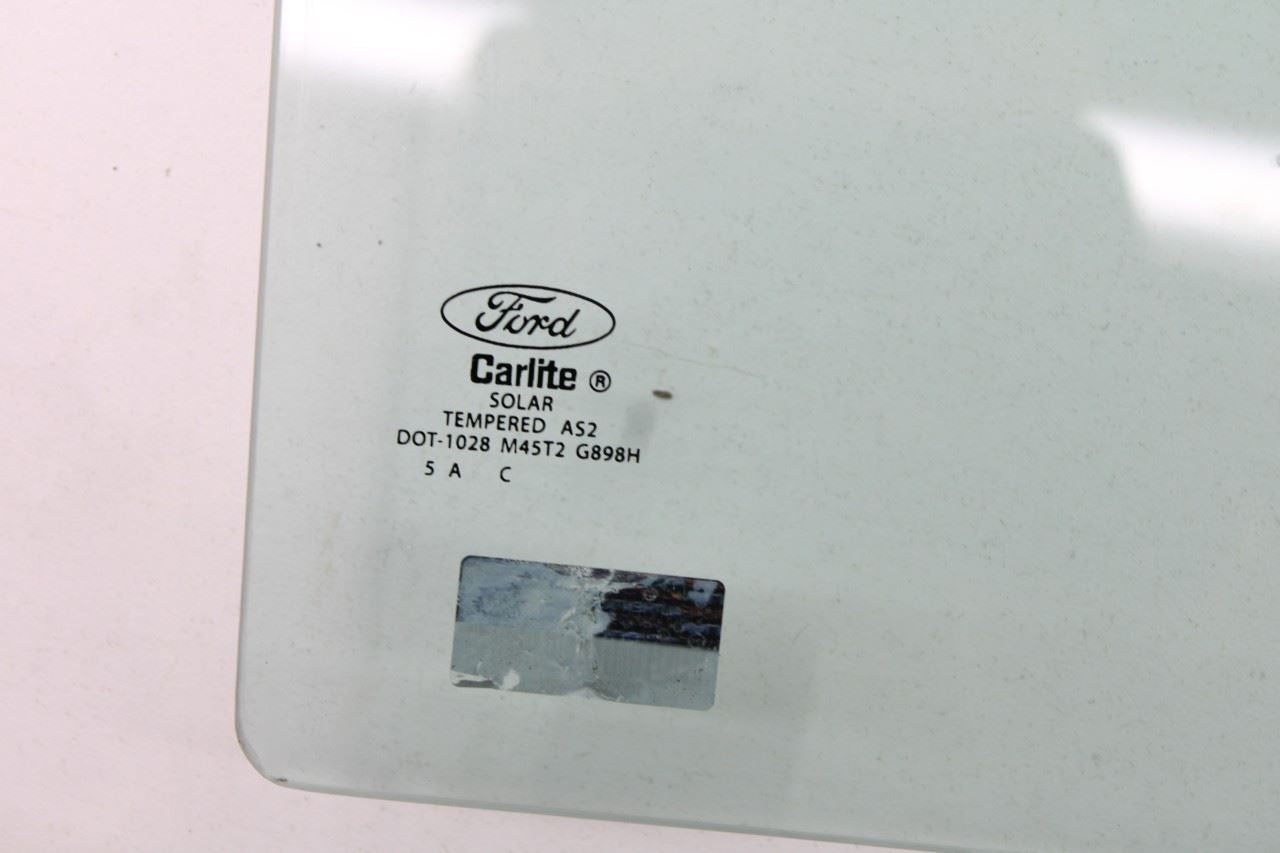 Ford
Carlite ®
SOLAR
TEMPERED AS2
DOT-1028 M45T2 G898H
5 A C